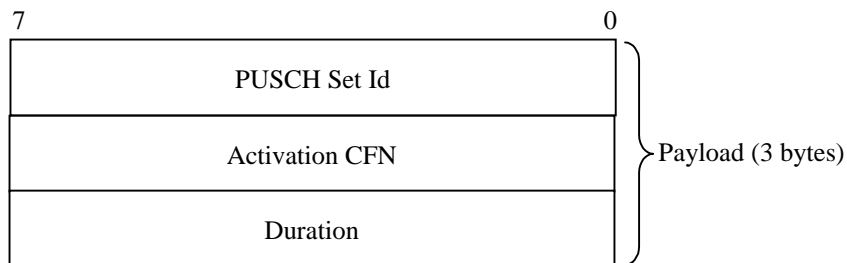 7 0
PUSCH Set Id
Activation CFN
Payload (3 bytes)
Duration